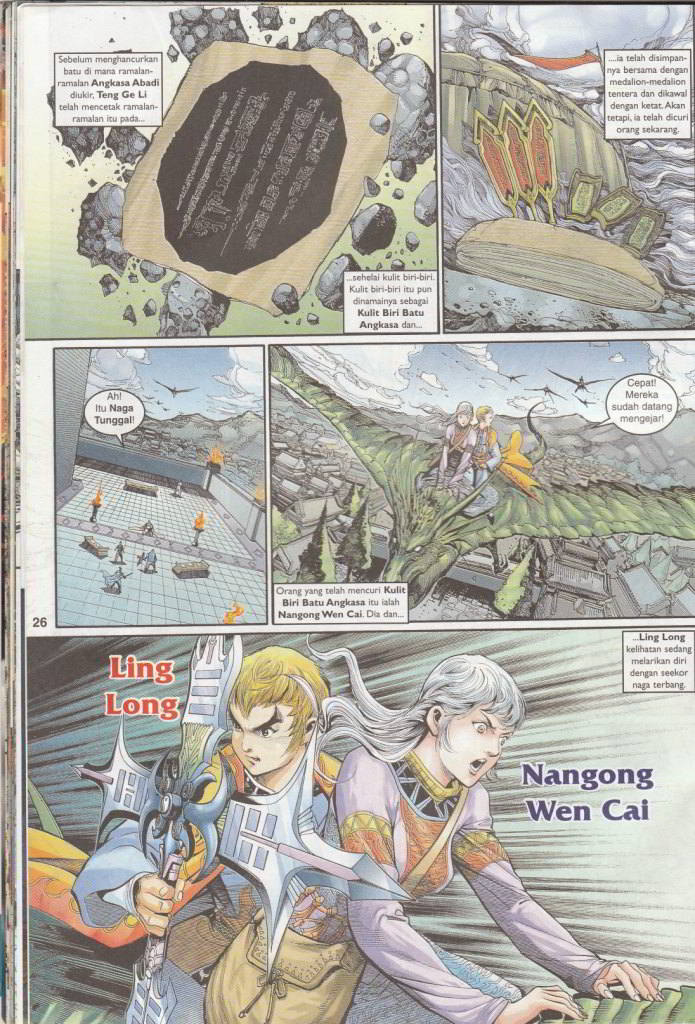 Sebelum menghancurkan
batu di mana ramalan-
ramalan Angkasa Abadi
diukir, Teng Ge Li
telah mencetak ramalan-
ramalan itu pada...
...sehelai kulit biri-biri.
Kulit biri-biri itu pun
dinamainya sebagai
Kulit Biri Batu
Angkasa dan...
....ia telah disimpan-
nya bersama dengan
medalion-medalion
tentera dan dikawal
dengan ketat. Akan
tetapi, ia telah dicuri
orang sekarang.
Ah!
Itu Naga
Tunggal!
Cepat!
Mereka
sudah datang
mengejar!
Orang yang telah mencuri Kulit
Biri Batu Angkasa itu ialah
Nangong Wen Cai. Dia dan...
26
...Ling Long
kelihatan sedang
melarikan diri
dengan seekor
naga terbang.
Ling
Long
Nangong
Wen Cai